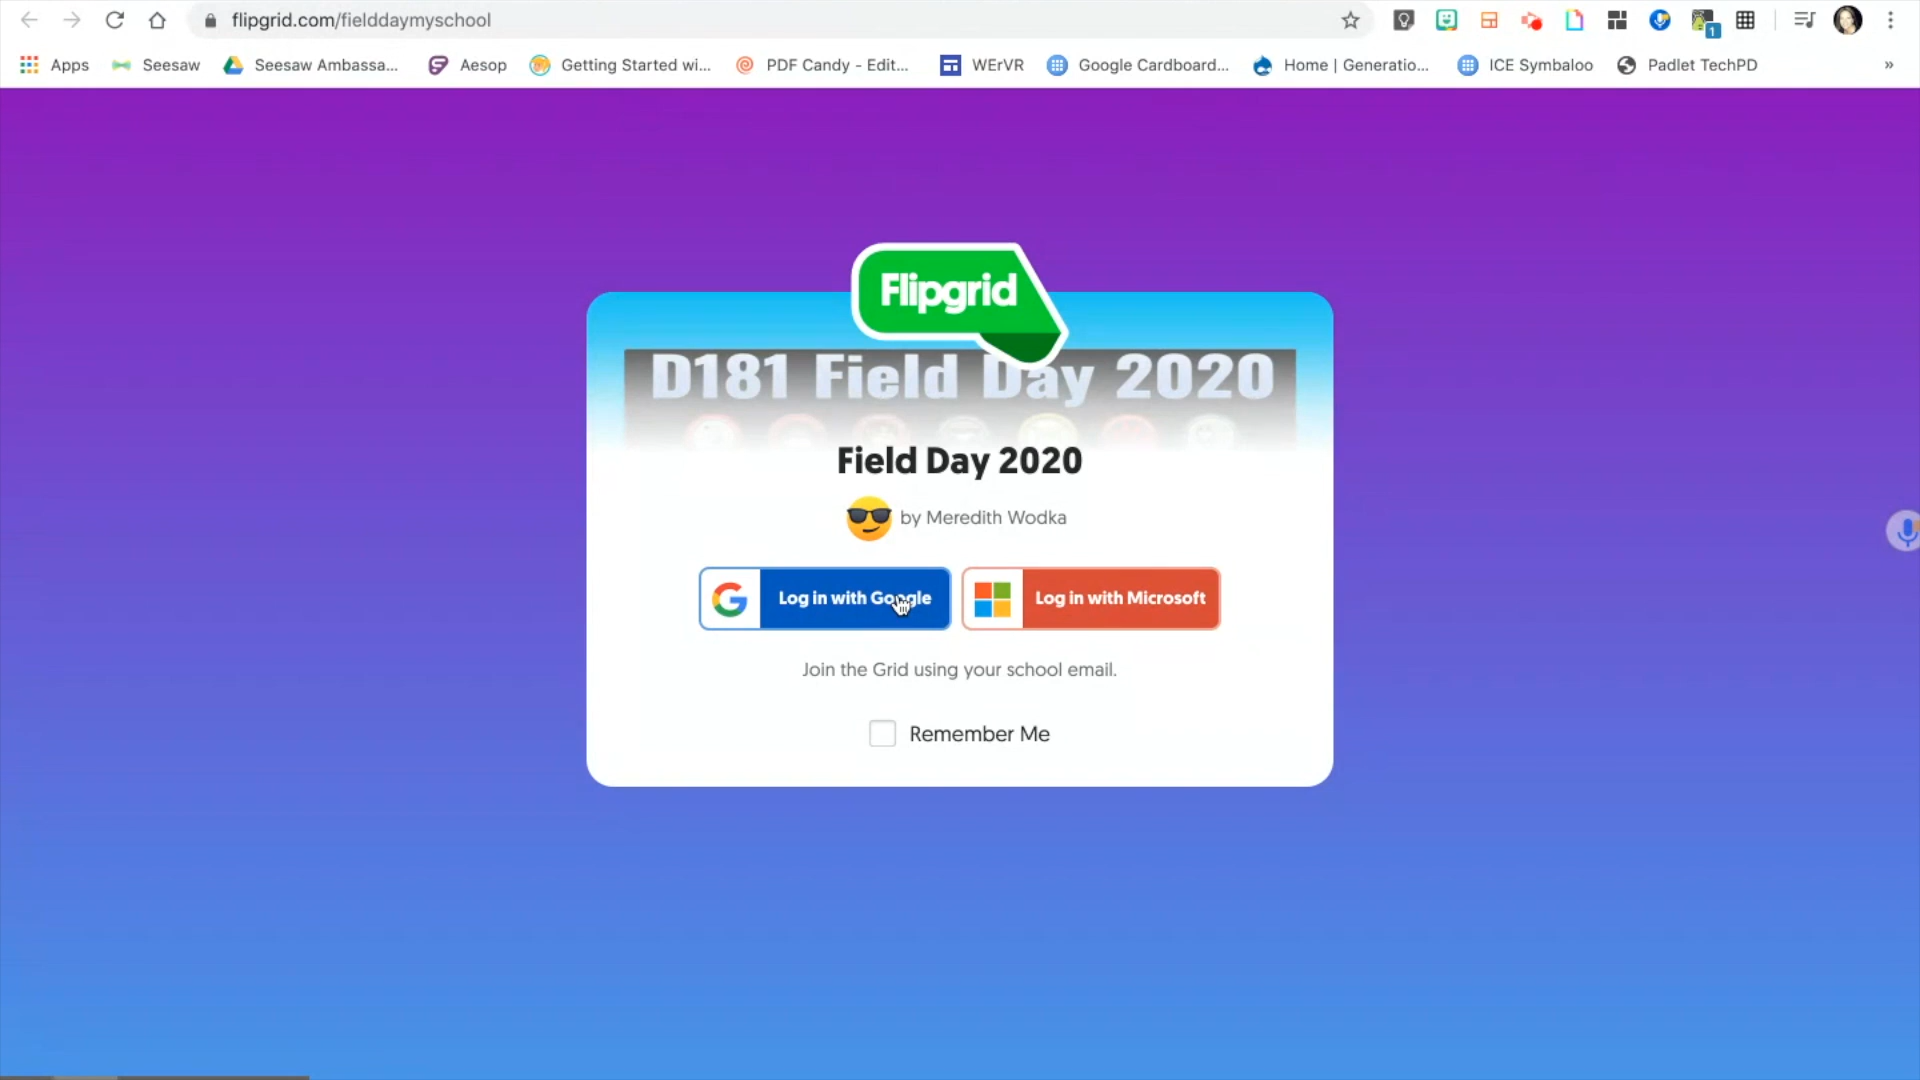 flipgrid.com/fielddaymyschool
1
Apps Seesaw Seesaw Ambassa... Aesop Getting Started wi... PDF Candy - Edit... WErVR Google Cardboard... Home | Generatio... ICE Symbaloo Padlet TechPD »
Flipgrid
D181 Field Day 2020
Field Day 2020
by Meredith Wodka
G Log in with Google Log in with Microsoft
Join the Grid using your school email.
Remember Me